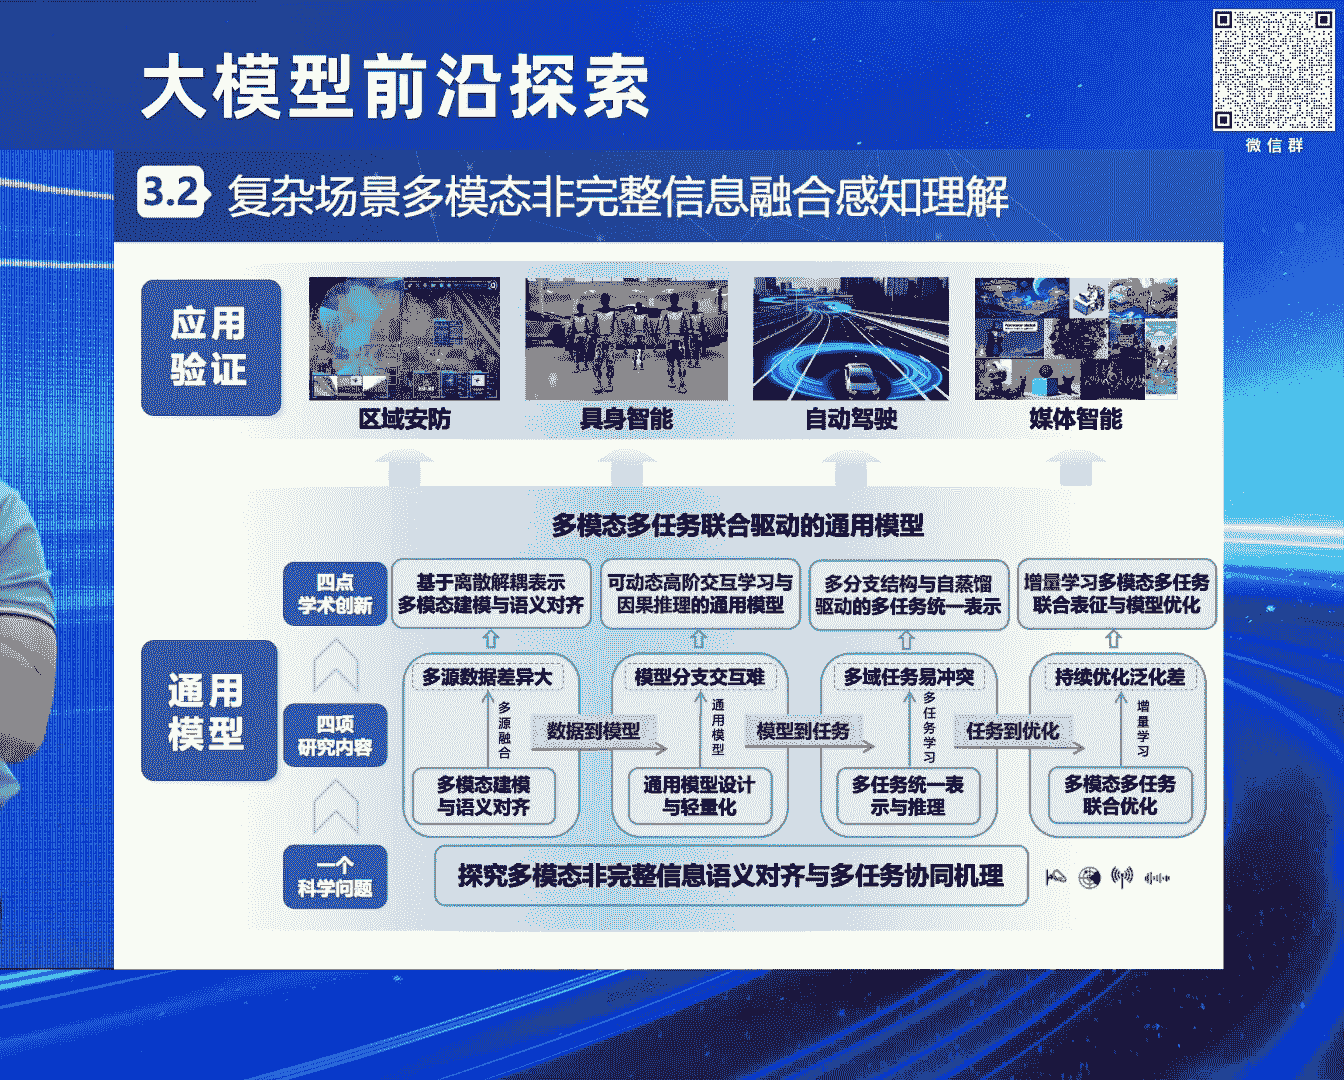 大模型前沿探索
微信群
3.2 复杂场景多模态非完整信息融合感知理解
应用
验证
区域安防
具身智能
自动驾驶
媒体智能
多模态多任务联合驱动的通用模型
通用
模型
四点
学术创新
基于离散解耦表示
多模态建模与语义对齐
可动态高阶交互学习与
因果推理的通用模型
多分支结构与自蒸馏
驱动的多任务统一表示
增量学习多模态多任务
联合表征与模型优化
四项
研究内容
多源数据差异大
多源融合
多模态建模
与语义对齐
数据到模型
模型分支交互难
通用模型
通用模型设计
与轻量化
模型到任务
多域任务易冲突
多任务学习
多任务统一表
示与推理
任务到优化
持续优化泛化差
增量学习
多模态多任务
联合优化
一个
科学问题
探究多模态非完整信息语义对齐与多任务协同机理